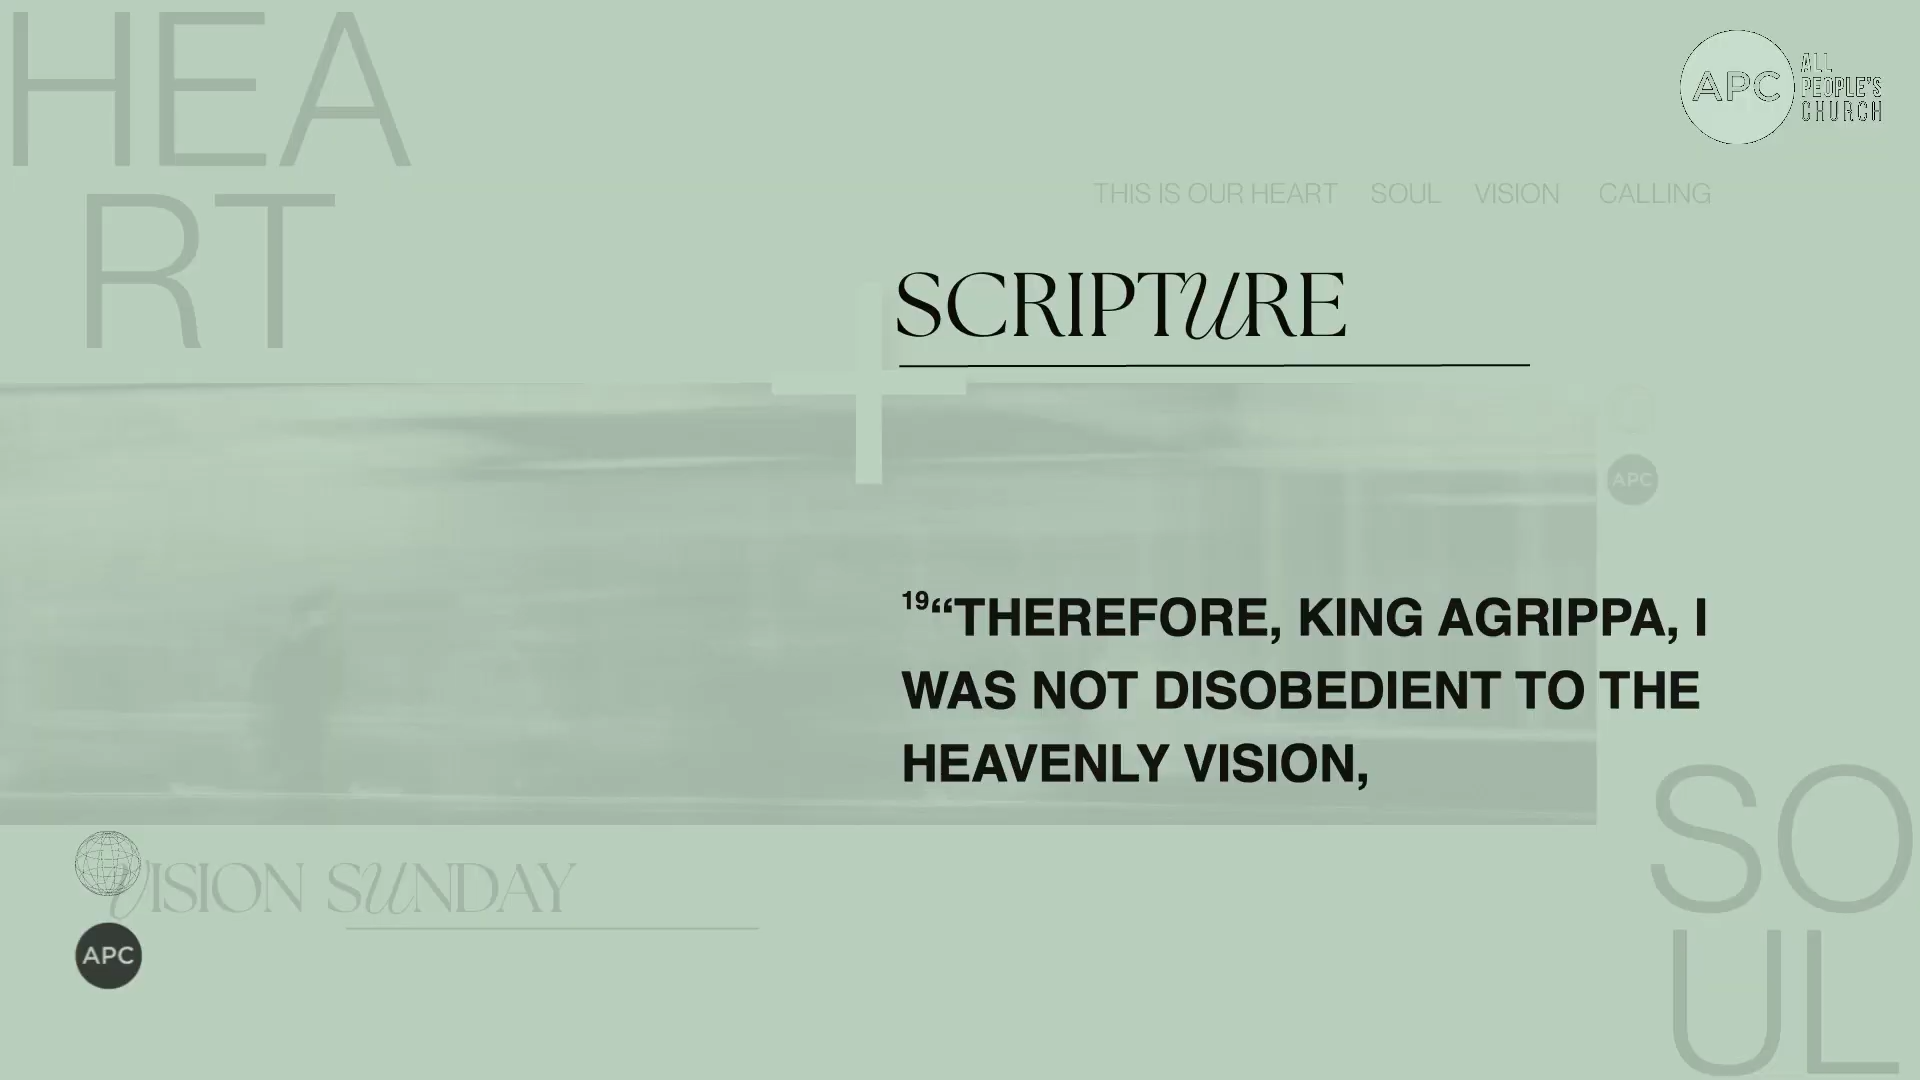 HEA
RT
APC
ALL
PEOPLE'S
CHURCH
THIS IS OUR HEART SOUL VISION CALLING
SCRIPTURE
APC
19“THEREFORE, KING AGRIPPA, I
WAS NOT DISOBEDIENT TO THE
HEAVENLY VISION,
VISION SUNDAY
APC
SO
UL